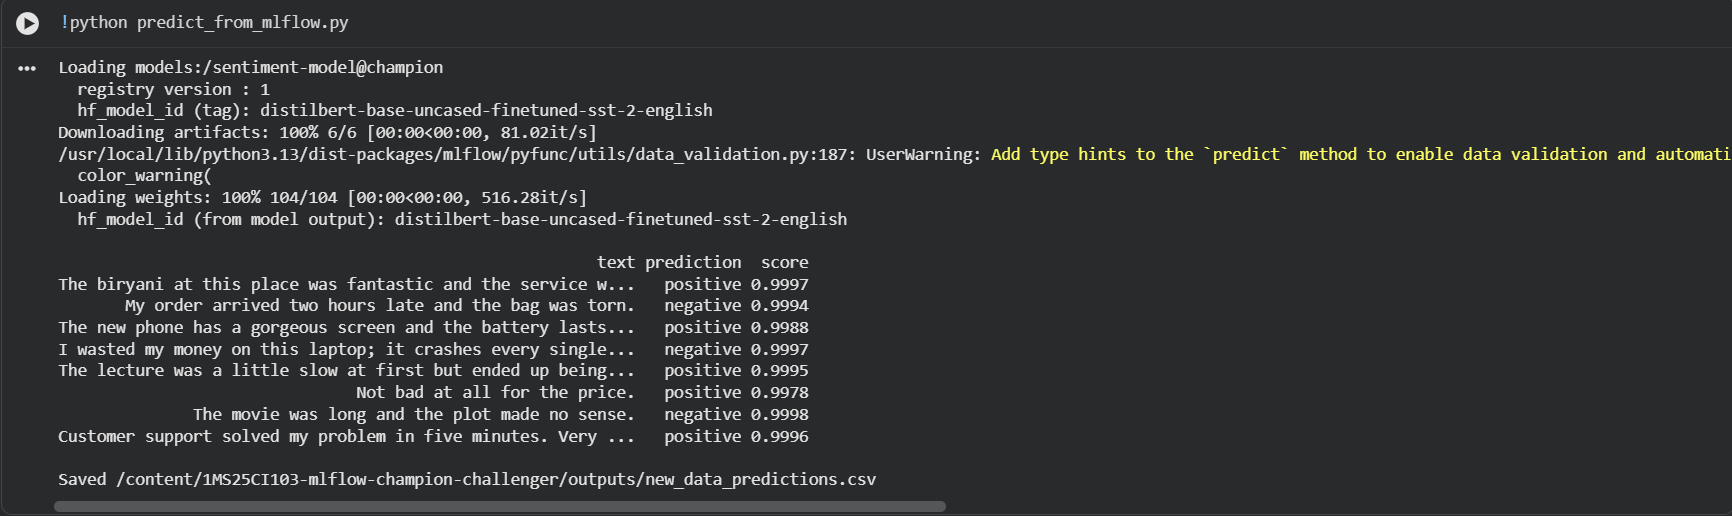 !python predict_from_mlflow.py
Loading models:/sentiment-model@champion
  registry version : 1
  hf_model_id (tag): distilbert-base-uncased-finetuned-sst-2-english
Downloading artifacts: 100% 6/6 [00:00<00:00, 81.02it/s]
/usr/local/lib/python3.13/dist-packages/mlflow/pyfunc/utils/data_validation.py:187: UserWarning: Add type hints to the `predict` method to enable data validation and automati
  color_warning(
Loading weights: 100% 104/104 [00:00<00:00, 516.28it/s]
  hf_model_id (from model output): distilbert-base-uncased-finetuned-sst-2-english
text prediction  score
The biryani at this place was fantastic and the service w...   positive 0.9997
My order arrived two hours late and the bag was torn.   negative 0.9994
The new phone has a gorgeous screen and the battery lasts...   positive 0.9988
I wasted my money on this laptop; it crashes every single...   negative 0.9997
The lecture was a little slow at first but ended up being...   positive 0.9995
Not bad at all for the price.   positive 0.9978
The movie was long and the plot made no sense.   negative 0.9998
Customer support solved my problem in five minutes. Very ...   positive 0.9996
Saved /content/1MS25CI103-mlflow-champion-challenger/outputs/new_data_predictions.csv